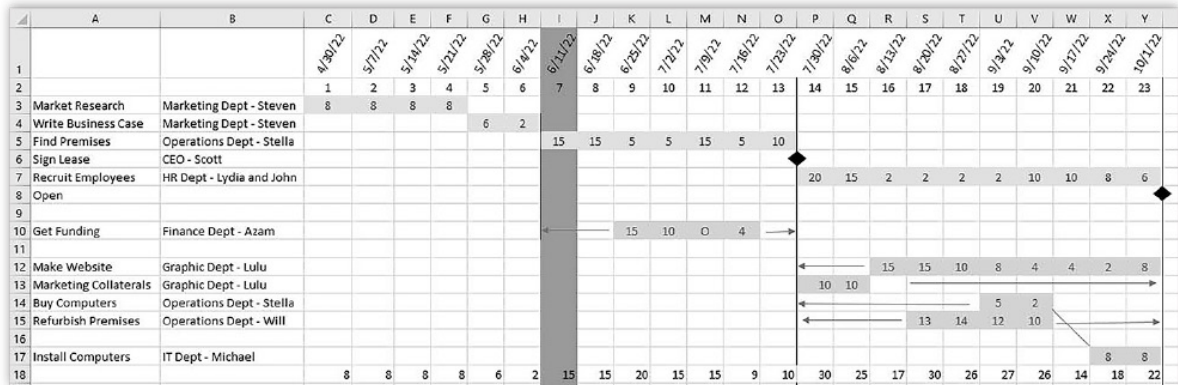 A B C D E F G H I J K L M N O P Q R S T U V W X Y
1 4/30/22 5/7/22 5/14/22 5/21/22 5/28/22 6/4/22 6/11/22 6/18/22 6/25/22 7/2/22 7/9/22 7/16/22 7/23/22 7/30/22 8/6/22 8/13/22 8/20/22 8/27/22 9/3/22 9/10/22 9/17/22 9/24/22 10/1/22
2 1 2 3 4 5 6 7 8 9 10 11 12 13 14 15 16 17 18 19 20 21 22 23
3 Market Research Marketing Dept - Steven 8 8 8 8
4 Write Business Case Marketing Dept - Steven 6 2
5 Find Premises Operations Dept - Stella 15 15 5 5 15 5 10
6 Sign Lease CEO - Scott
7 Recruit Employees HR Dept - Lydia and John 20 15 2 2 2 2 10 10 8 6
8 Open
9
10 Get Funding Finance Dept - Azam 15 10 O 4
11
12 Make Website Graphic Dept - Lulu 15 15 10 8 4 4 2 8
13 Marketing Collaterals Graphic Dept - Lulu 10 10
14 Buy Computers Operations Dept - Stella 5 2
15 Refurbish Premises Operations Dept - Will 13 14 12 10
16
17 Install Computers IT Dept - Michael 8 8
18 8 8 8 8 6 2 15 15 20 15 15 9 10 30 25 17 30 26 27 26 14 18 22